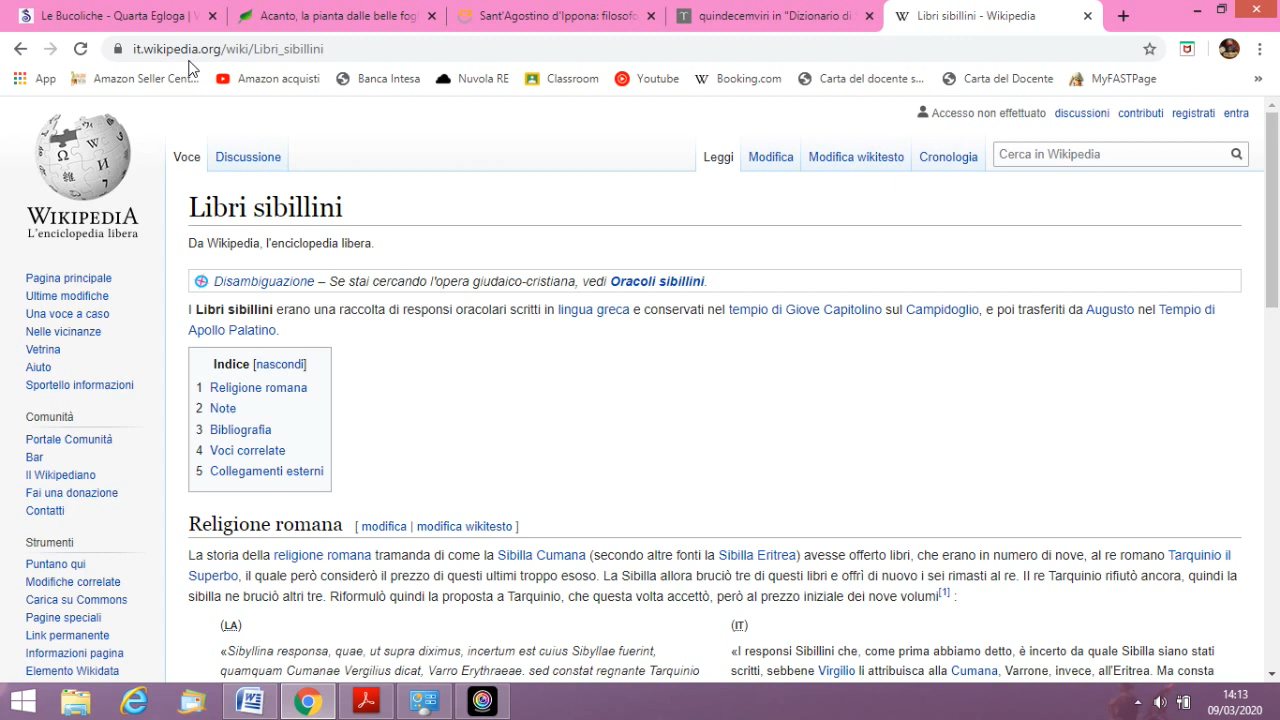 Le Bucoliche - Quarta Egloga | V
Acanto, la pianta dalle belle fogl
Sant'Agostino d'Ippona: filosofo
quindecemviri in "Dizionario di
Libri sibillini - Wikipedia
it.wikipedia.org/wiki/Libri_sibillini
App
Amazon Seller Cent...
Amazon acquisti
Banca Intesa
Nuvola RE
Classroom
Youtube
Booking.com
Carta del docente s...
Carta del Docente
MyFASTPage
»
Accesso non effettuato discussioni contributi registrati entra
Voce Discussione
Leggi Modifica Modifica wikitesto Cronologia
Cerca in Wikipedia
WIKIPEDIA
L'enciclopedia libera
Pagina principale
Ultime modifiche
Una voce a caso
Nelle vicinanze
Vetrina
Aiuto
Sportello informazioni
Comunità
Portale Comunità
Bar
Il Wikipediano
Fai una donazione
Contatti
Strumenti
Puntano qui
Modifiche correlate
Carica su Commons
Pagine speciali
Link permanente
Informazioni pagina
Elemento Wikidata
Libri sibillini
Da Wikipedia, l'enciclopedia libera.
Disambiguazione – Se stai cercando l'opera giudaico-cristiana, vedi Oracoli sibillini.
I Libri sibillini erano una raccolta di responsi oracolari scritti in lingua greca e conservati nel tempio di Giove Capitolino sul Campidoglio, e poi trasferiti da Augusto nel Tempio di
Apollo Palatino.
Indice [nascondi]
1 Religione romana
2 Note
3 Bibliografia
4 Voci correlate
5 Collegamenti esterni
Religione romana [ modifica | modifica wikitesto ]
La storia della religione romana tramanda di come la Sibilla Cumana (secondo altre fonti la Sibilla Eritrea) avesse offerto libri, che erano in numero di nove, al re romano Tarquinio il
Superbo, il quale però considerò il prezzo di questi ultimi troppo esoso. La Sibilla allora bruciò tre di questi libri e offrì di nuovo i sei rimasti al re. Il re Tarquinio rifiutò ancora, quindi la
sibilla ne bruciò altri tre. Riformulò quindi la proposta a Tarquinio, che questa volta accettò, però al prezzo iniziale dei nove volumi[1] :
(LA)
«Sibyllina responsa, quae, ut supra diximus, incertum est cuius Sibyllae fuerint,
quamquam Cumanae Vergilius dicat, Varro Erythraeae. sed constat regnante Tarquinio
(IT)
«I responsi Sibillini che, come prima abbiamo detto, è incerto da quale Sibilla siano stati
scritti, sebbene Virgilio li attribuisca alla Cumana, Varrone, invece, all'Eritrea. Ma consta
14:13
09/03/2020